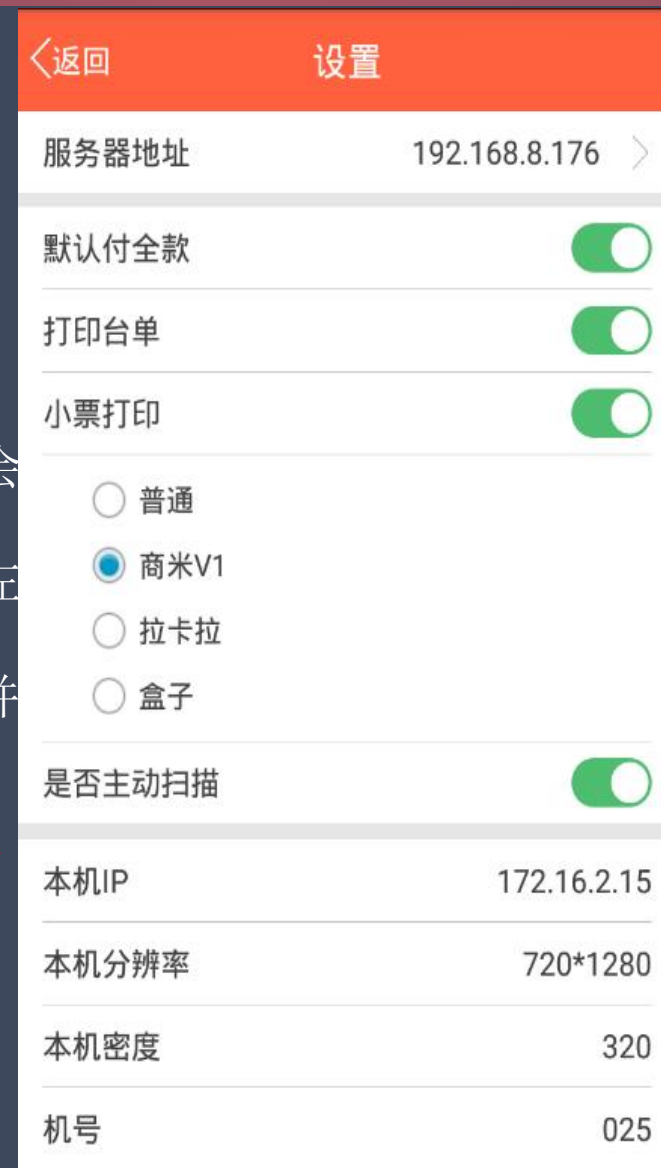 返回 设置
服务器地址 192.168.8.176
默认付全款
打印台单
小票打印
普通
商米V1
拉卡拉
盒子
是否主动扫描
本机IP 172.16.2.15
本机分辨率 720*1280
本机密度 320
机号 025